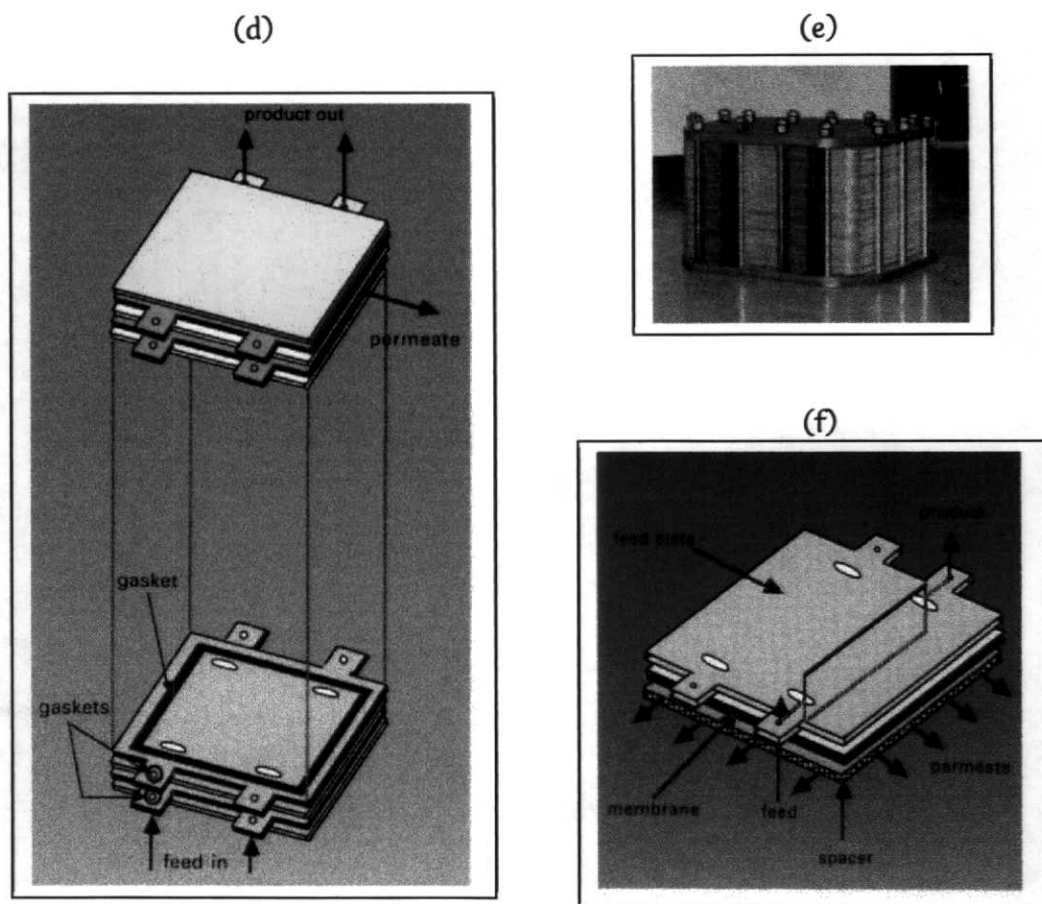 (d)
(e)
product out
permeate
gasket
gaskets
feed in
(f)
product
feed plate
membrane
feed
permeate
spacer